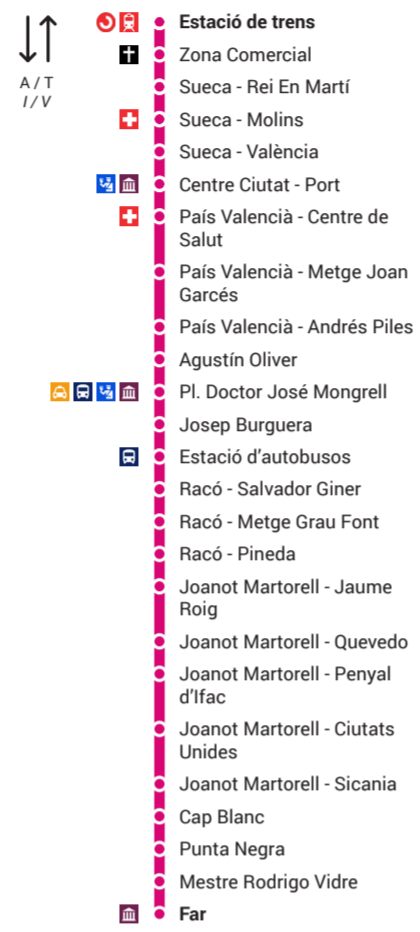 A / T
I / V
Estació de trens
Zona Comercial
Sueca - Rei En Martí
Sueca - Molins
Sueca - València
Centre Ciutat - Port
País Valencià - Centre de
Salut
País Valencià - Metge Joan
Garcés
País Valencià - Andrés Piles
Agustín Oliver
Pl. Doctor José Mongrell
Josep Burguera
Estació d’autobusos
Racó - Salvador Giner
Racó - Metge Grau Font
Racó - Pineda
Joanot Martorell - Jaume
Roig
Joanot Martorell - Quevedo
Joanot Martorell - Penyal
d’Ifac
Joanot Martorell - Ciutats
Unides
Joanot Martorell - Sicania
Cap Blanc
Punta Negra
Mestre Rodrigo Vidre
Far